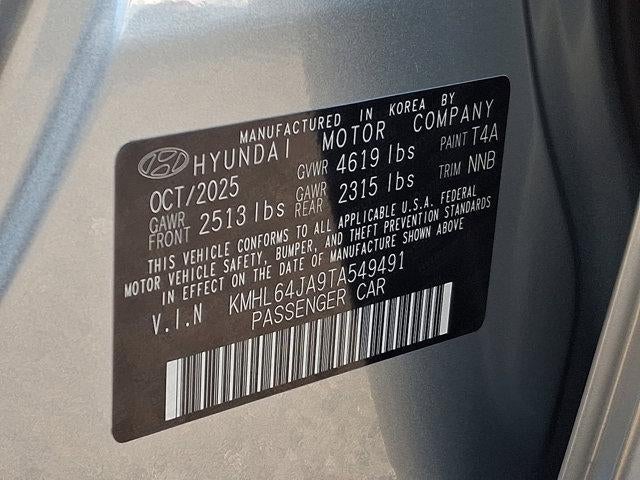 MANUFACTURED IN KOREA BY
HYUNDAI MOTOR COMPANY
OCT/2025 GVWR 4619 lbs PAINT T4A
GAWR FRONT 2513 lbs GAWR REAR 2315 lbs TRIM NNB
THIS VEHICLE CONFORMS TO ALL APPLICABLE U.S.A. FEDERAL
MOTOR VEHICLE SAFETY, BUMPER, AND THEFT PREVENTION STANDARDS
IN EFFECT ON THE DATE OF MANUFACTURE SHOWN ABOVE
V.I.N KMHL64JA9TA549491
PASSENGER CAR